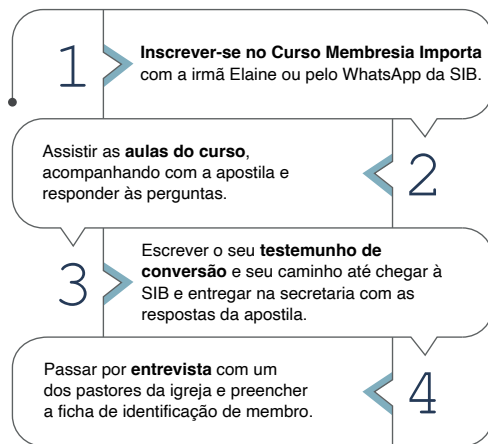 1
Inscrever-se no Curso Membresia Importa
com a irmã Elaine ou pelo WhatsApp da SIB.
Assistir as aulas do curso,
acompanhando com a apostila e
responder às perguntas.
2
3
Escrever o seu testemunho de
conversão e seu caminho até chegar à
SIB e entregar na secretaria com as
respostas da apostila.
Passar por entrevista com um
dos pastores da igreja e preencher
a ficha de identificação de membro.
4